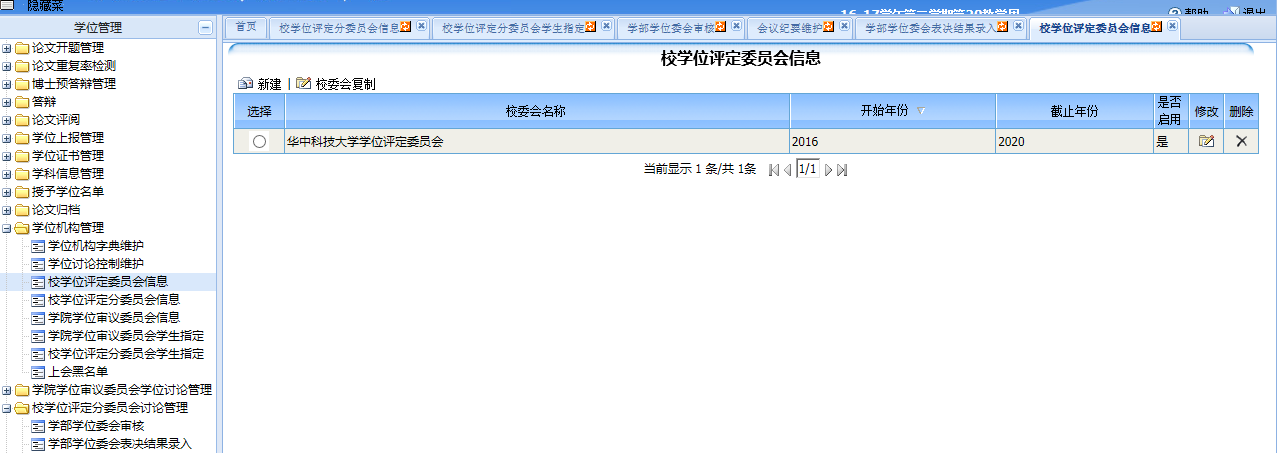 隐藏菜
16-17学年第二学期第20教学周
帮助
退出
学位管理
首页
校学位评定分委员会信息
校学位评定分委员会学生指定
学部学位委会审核
会议纪要维护
学部学位委会表决结果录入
校学位评定委员会信息
论文开题管理
论文重复率检测
博士预答辩管理
答辩
论文评阅
学位上报管理
学位证书管理
学科信息管理
授予学位名单
论文归档
学位机构管理
学位机构字典维护
学位讨论控制维护
校学位评定委员会信息
校学位评定分委员会信息
学院学位审议委员会信息
学院学位审议委员会学生指定
校学位评定分委员会学生指定
上会黑名单
学院学位审议委员会学位讨论管理
校学位评定分委员会讨论管理
学部学位委会审核
学部学位委会表决结果录入
校学位评定委员会信息
新建 | 校委会复制
选择 校委会名称 开始年份 截止年份 是否启用 修改 删除
华中科技大学学位评定委员会 2016 2020 是
当前显示 1 条/共 1条 1/1